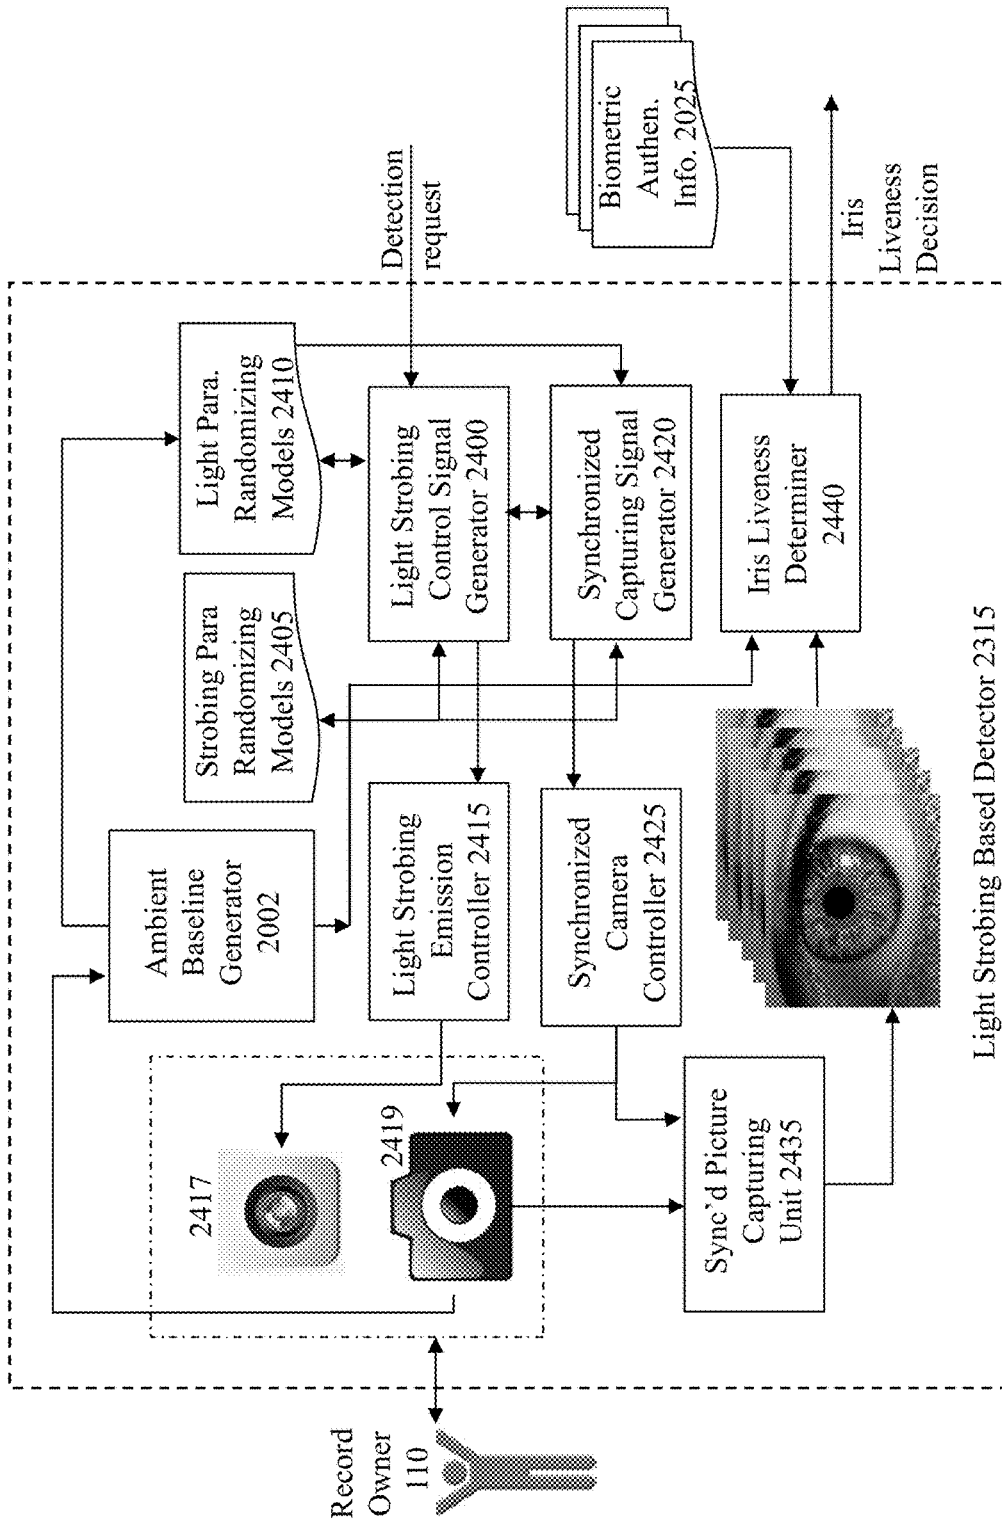 Record
Owner
110
2417
2419
Ambient
Baseline
Generator
2002
Strobing Para
Randomizing
Models 2405
Light Para.
Randomizing
Models 2410
Light Strobing
Emission
Controller 2415
Light Strobing
Control Signal
Generator 2400
Detection
request
Synchronized
Camera
Controller 2425
Synchronized
Capturing Signal
Generator 2420
Biometric
Authen.
Info. 2025
Sync'd Picture
Capturing
Unit 2435
Iris Liveness
Determiner
2440
Iris
Liveness
Decision
Light Strobing Based Detector 2315